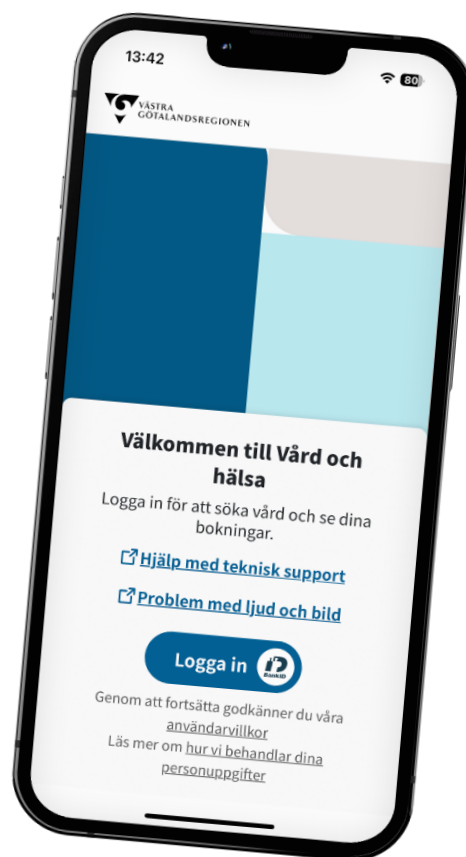 13:42
80
VÄSTRA
GÖTALANDSREGIONEN
Välkommen till Vård och
hälsa
Logga in för att söka vård och se dina
bokningar.
Hjälp med teknisk support
Problem med ljud och bild
Logga in
BankID
Genom att fortsätta godkänner du våra
användarvillkor
Läs mer om hur vi behandlar dina
personuppgifter